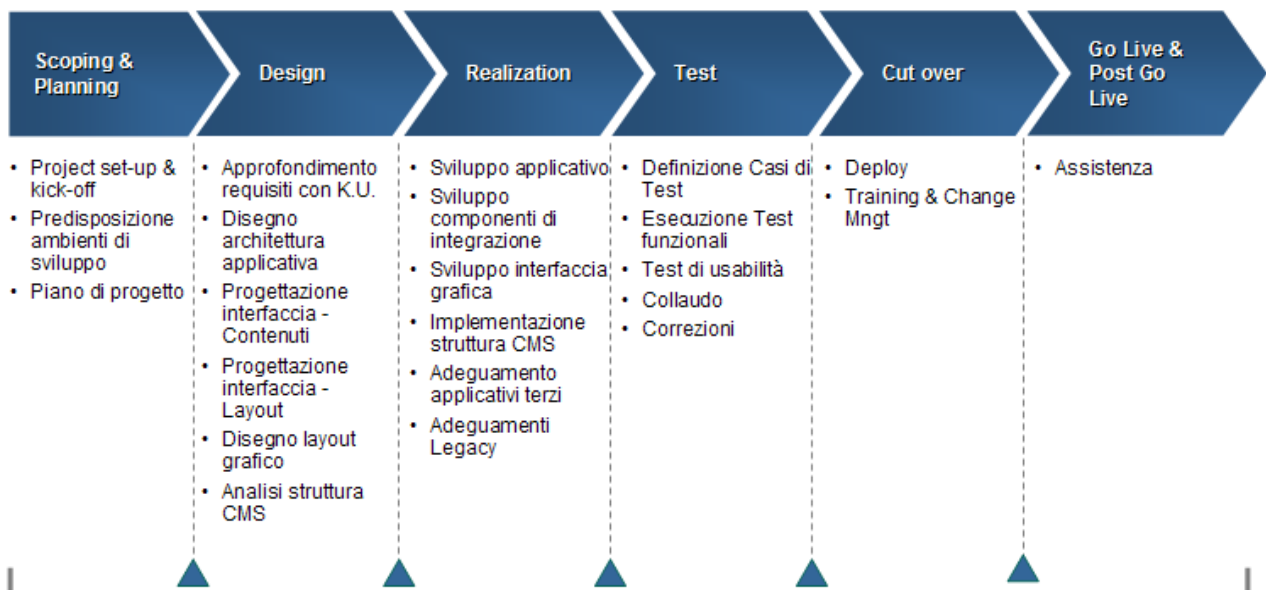 Scoping &
Planning
Design
Realization
Test
Cut over
Go Live &
Post Go
Live
• Project set-up &
kick-off
• Predisposizione
ambienti di
sviluppo
• Piano di progetto
• Approfondimento
requisiti con K.U.
• Disegno
architettura
applicativa
• Progettazione
interfaccia -
Contenuti
• Progettazione
interfaccia -
Layout
• Disegno layout
grafico
• Analisi struttura
CMS
• Sviluppo applicativo
• Sviluppo
componenti di
integrazione
• Sviluppo interfaccia
grafica
• Implementazione
struttura CMS
• Adeguamento
applicativi terzi
• Adeguamenti
Legacy
• Definizione Casi di
Test
• Esecuzione Test
funzionali
• Test di usabilità
• Collaudo
• Correzioni
• Deploy
• Training & Change
Mngt
• Assistenza